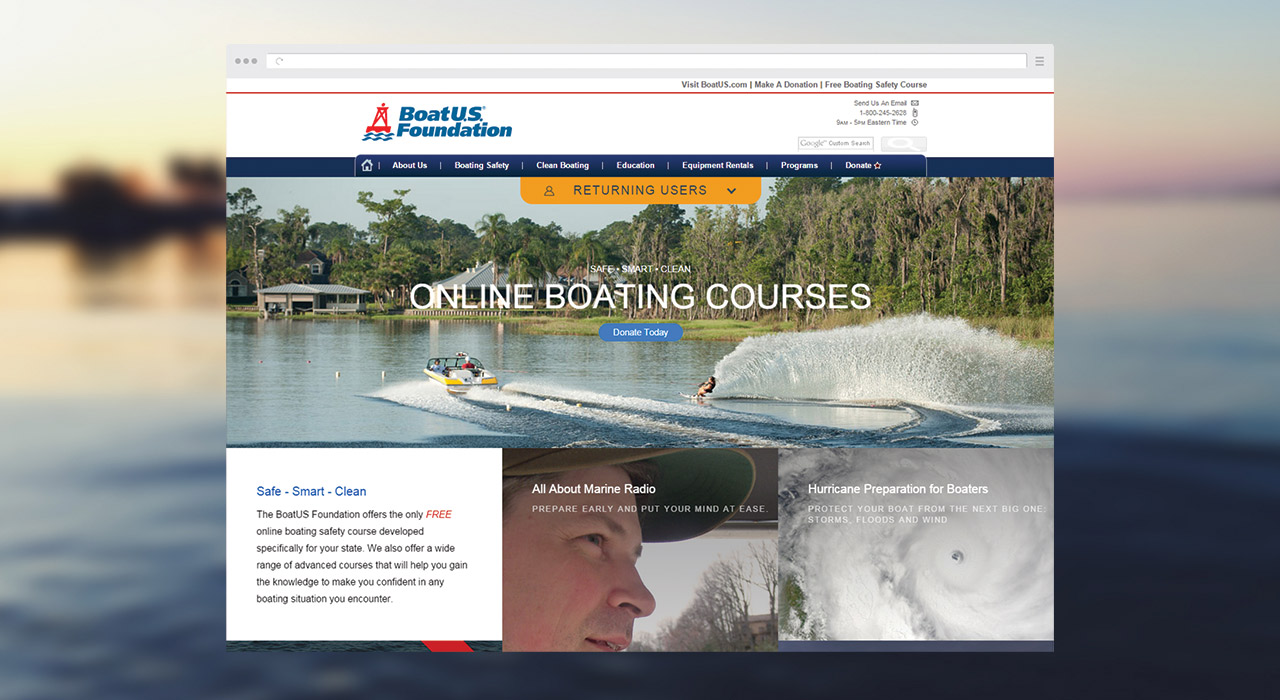 Visit BoatUS.com | Make A Donation | Free Boating Safety Course
BoatU.S.®
Foundation
Send Us An Email
1-800-245-2628
9AM - 5PM Eastern Time
Google™ Custom Search
About Us | Boating Safety | Clean Boating | Education | Equipment Rentals | Programs | Donate
RETURNING USERS
SAFE • SMART • CLEAN
ONLINE BOATING COURSES
Donate Today
Safe - Smart - Clean
The BoatUS Foundation offers the only FREE
online boating safety course developed
specifically for your state. We also offer a wide
range of advanced courses that will help you gain
the knowledge to make you confident in any
boating situation you encounter.
All About Marine Radio
PREPARE EARLY AND PUT YOUR MIND AT EASE.
Hurricane Preparation for Boaters
PROTECT YOUR BOAT FROM THE NEXT BIG ONE:
STORMS, FLOODS AND WIND